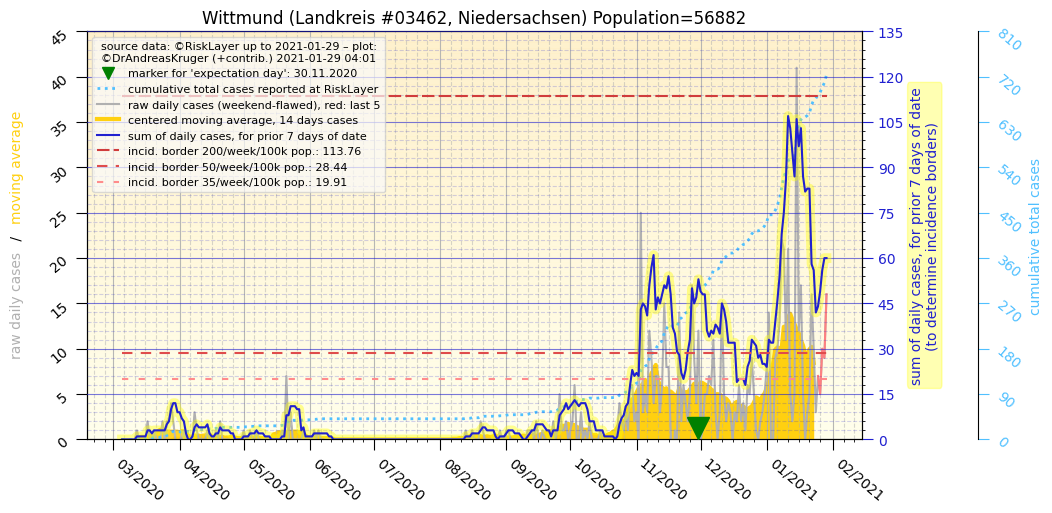 Wittmund (Landkreis #03462, Niedersachsen) Population=56882
source data: ©RiskLayer up to 2021-01-29 – plot:
©DrAndreasKruger (+contrib.) 2021-01-29 04:01
marker for 'expectation day': 30.11.2020
cumulative total cases reported at RiskLayer
raw daily cases (weekend-flawed), red: last 5
centered moving average, 14 days cases
sum of daily cases, for prior 7 days of date
incid. border 200/week/100k pop.: 113.76
incid. border 50/week/100k pop.: 28.44
incid. border 35/week/100k pop.: 19.91
raw daily cases / moving average
45
40
35
30
25
20
15
10
5
0
03/2020
04/2020
05/2020
06/2020
07/2020
08/2020
09/2020
10/2020
11/2020
12/2020
01/2021
02/2021
135
120
105
90
75
60
45
30
15
0
sum of daily cases, for prior 7 days of date
(to determine incidence borders)
810
720
630
540
450
360
270
180
90
0
cumulative total cases